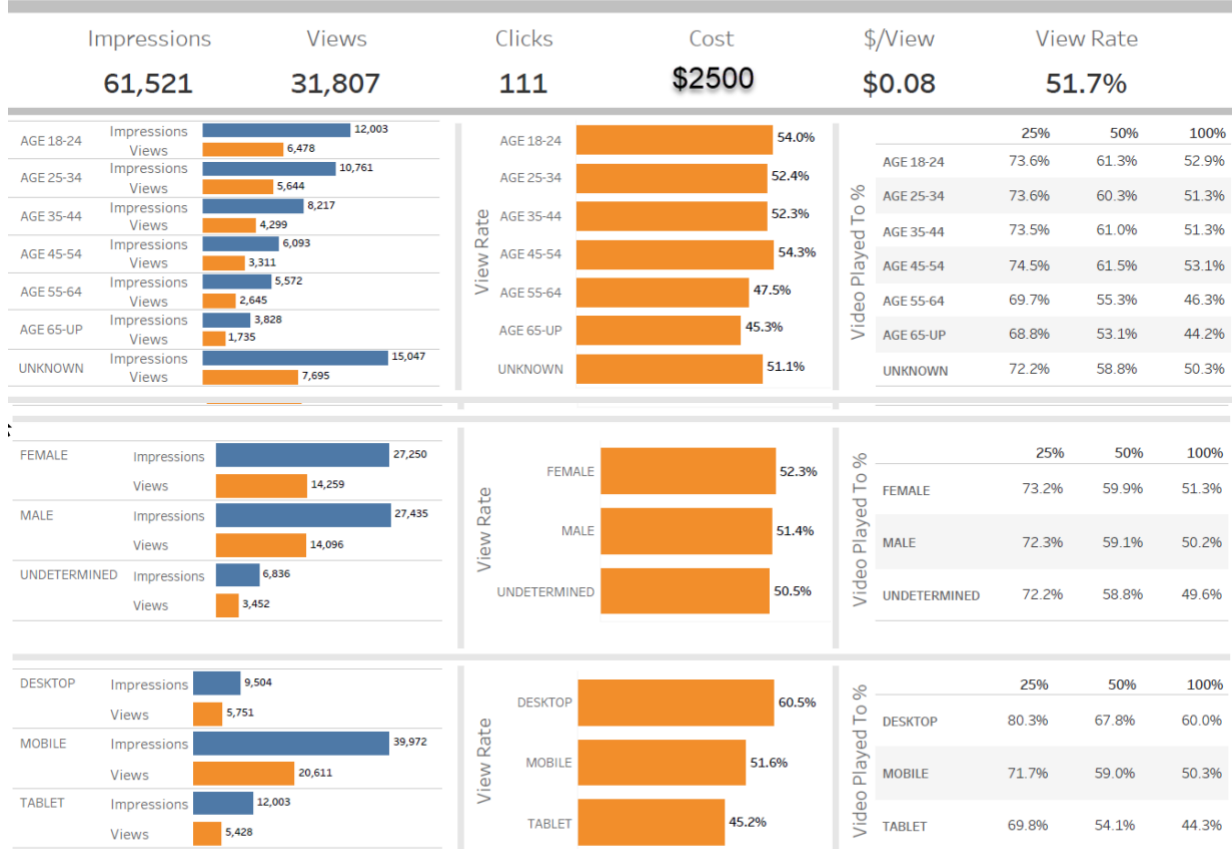 Impressions Views Clicks Cost $/View View Rate
61,521 31,807 111 $2500 $0.08 51.7%
AGE 18-24 Impressions 12,003
Views 6,478
AGE 25-34 Impressions 10,761
Views 5,644
AGE 35-44 Impressions 8,217
Views 4,299
AGE 45-54 Impressions 6,093
Views 3,311
AGE 55-64 Impressions 5,572
Views 2,645
AGE 65-UP Impressions 3,828
Views 1,735
UNKNOWN Impressions 15,047
Views 7,695
View Rate
AGE 18-24 54.0%
AGE 25-34 52.4%
AGE 35-44 52.3%
AGE 45-54 54.3%
AGE 55-64 47.5%
AGE 65-UP 45.3%
UNKNOWN 51.1%
Video Played To %
25% 50% 100%
AGE 18-24 73.6% 61.3% 52.9%
AGE 25-34 73.6% 60.3% 51.3%
AGE 35-44 73.5% 61.0% 51.3%
AGE 45-54 74.5% 61.5% 53.1%
AGE 55-64 69.7% 55.3% 46.3%
AGE 65-UP 68.8% 53.1% 44.2%
UNKNOWN 72.2% 58.8% 50.3%
FEMALE Impressions 27,250
Views 14,259
MALE Impressions 27,435
Views 14,096
UNDETERMINED Impressions 6,836
Views 3,452
View Rate
FEMALE 52.3%
MALE 51.4%
UNDETERMINED 50.5%
Video Played To %
25% 50% 100%
FEMALE 73.2% 59.9% 51.3%
MALE 72.3% 59.1% 50.2%
UNDETERMINED 72.2% 58.8% 49.6%
DESKTOP Impressions 9,504
Views 5,751
MOBILE Impressions 39,972
Views 20,611
TABLET Impressions 12,003
Views 5,428
View Rate
DESKTOP 60.5%
MOBILE 51.6%
TABLET 45.2%
Video Played To %
25% 50% 100%
DESKTOP 80.3% 67.8% 60.0%
MOBILE 71.7% 59.0% 50.3%
TABLET 69.8% 54.1% 44.3%